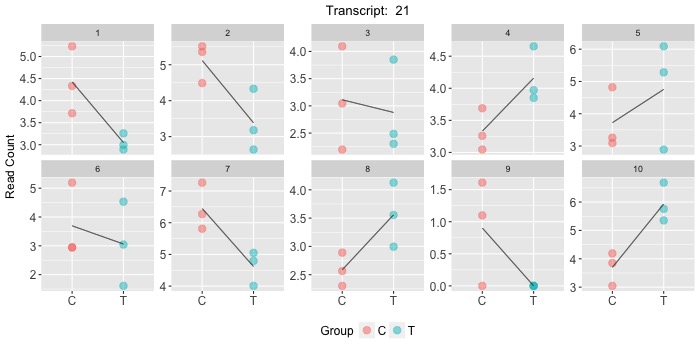 Transcript: 21
1 2 3 4 5
5.0 4.5 4.0 3.5 3.0
5 4 3
4.0 3.5 3.0 2.5
4.5 4.0 3.5 3.0
6 5 4 3
Read Count
6 7 8 9 10
5 4 3 2
7 6 5 4
4.0 3.5 3.0 2.5
1.5 1.0 0.5 0.0
6 5 4 3
C T C T C T C T C T
Group C T